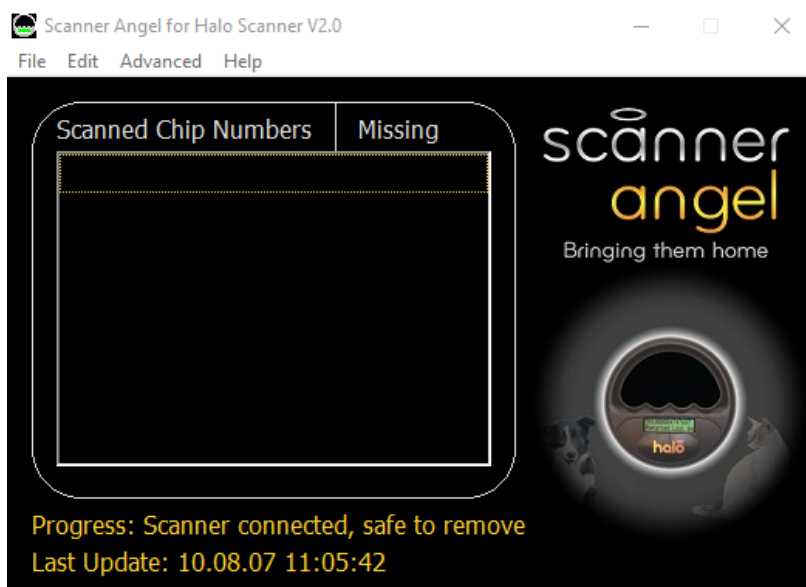 Scanner Angel for Halo Scanner V2.0
File Edit Advanced Help
Scanned Chip Numbers Missing
scanner
angel
Bringing them home
halo
Progress: Scanner connected, safe to remove
Last Update: 10.08.07 11:05:42